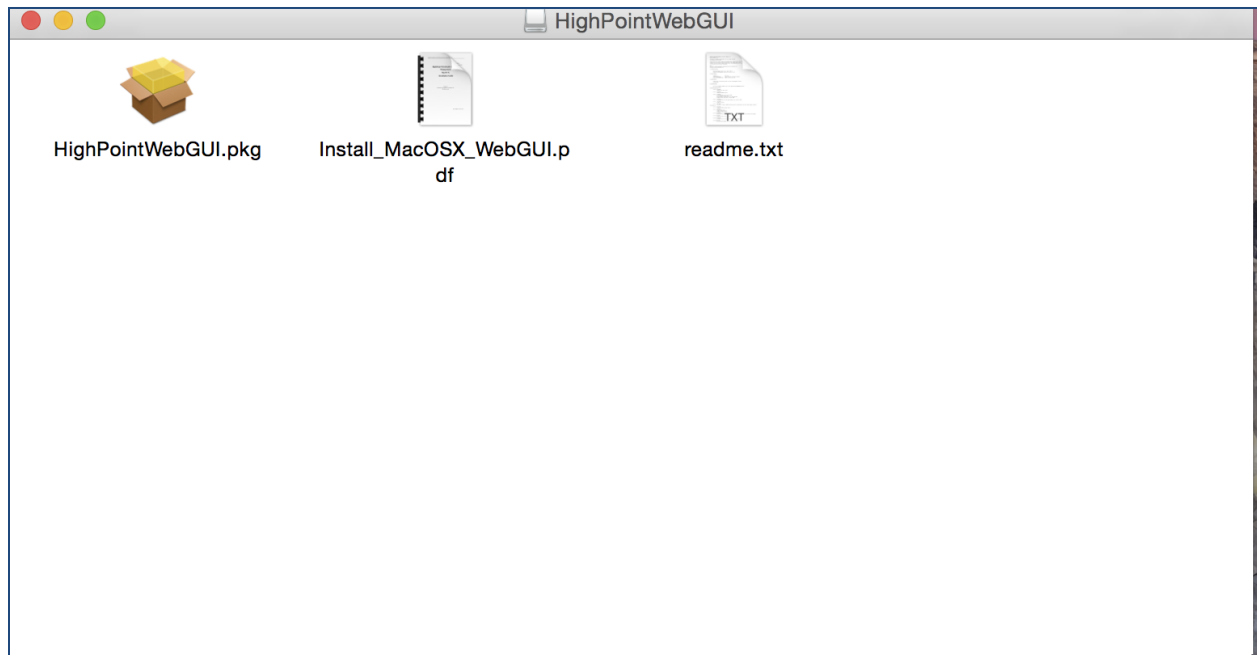 HighPointWebGUI
HighPointWebGUI.pkg
Install_MacOSX_WebGUI.p
df
TXT
readme.txt